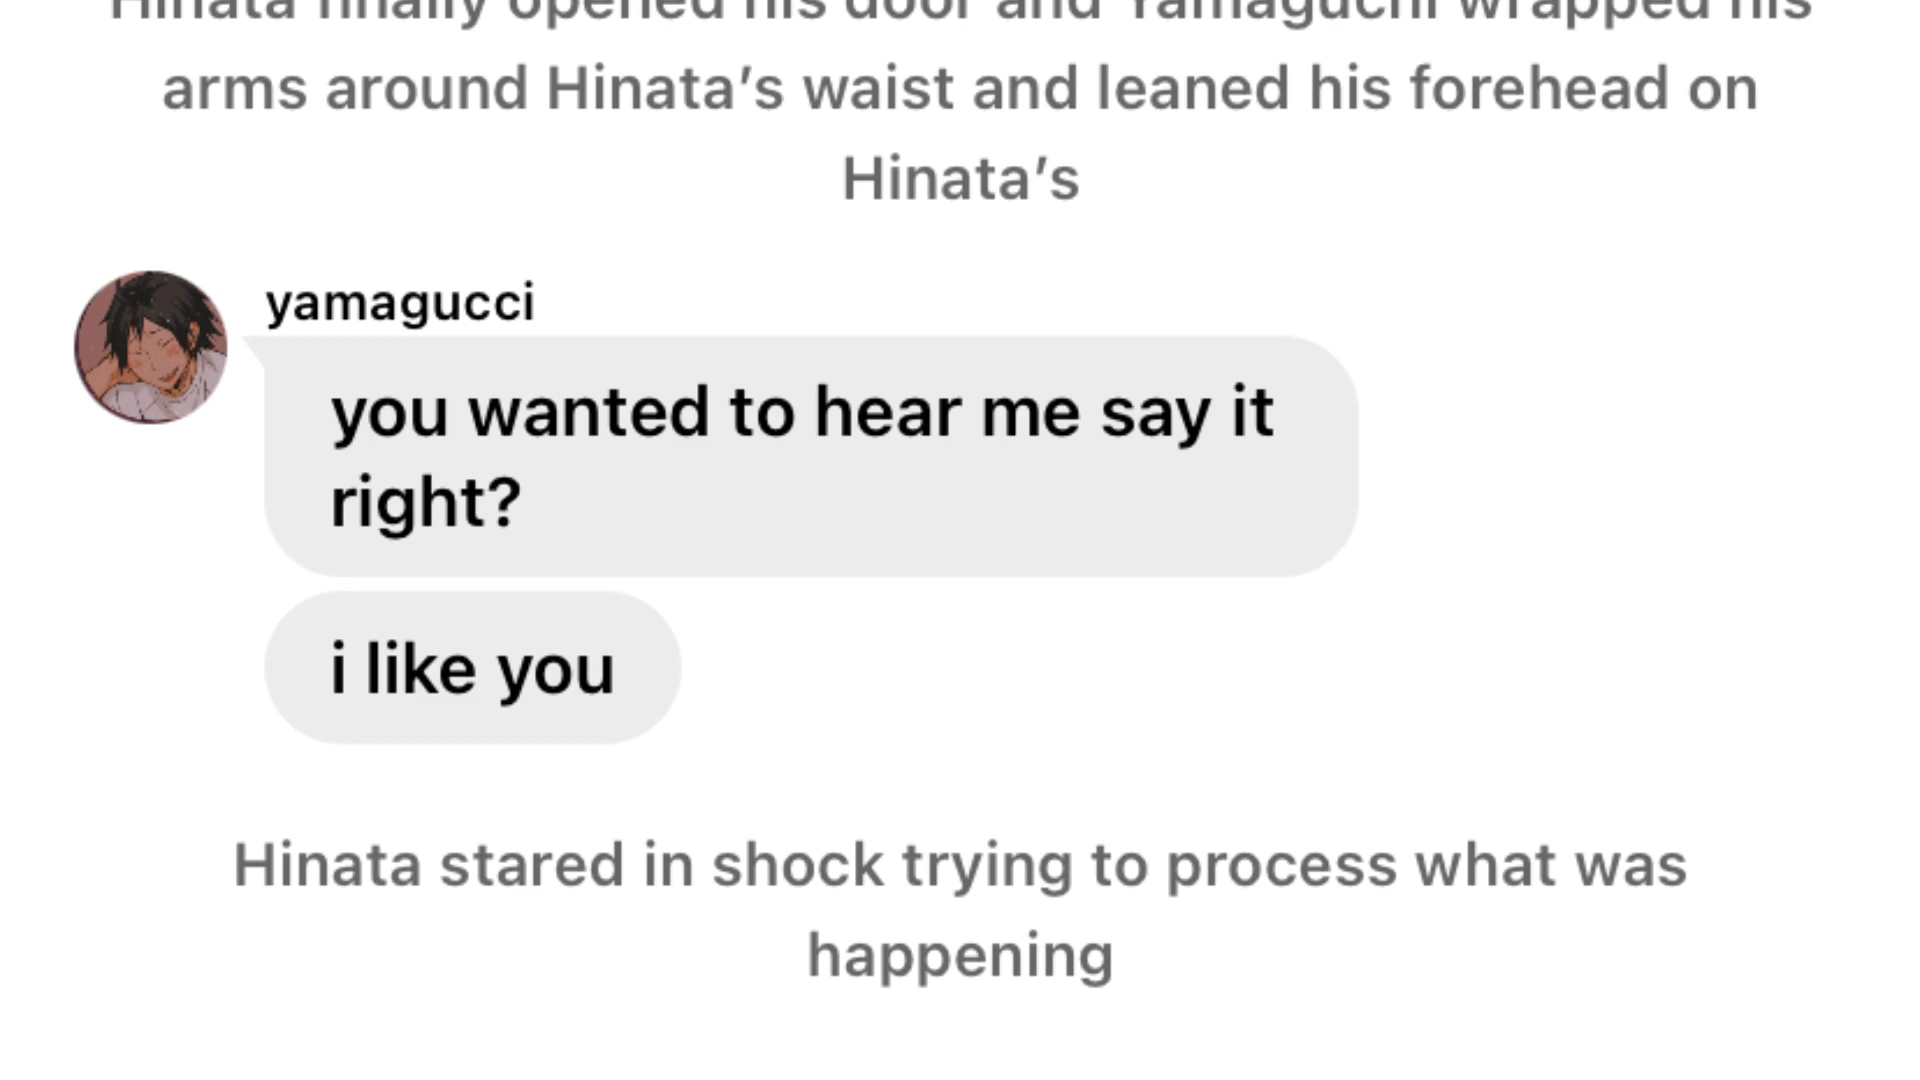 Hinata finally opened his door and Yamaguchi wrapped his
arms around Hinata’s waist and leaned his forehead on
Hinata’s
yamagucci
you wanted to hear me say it
right?
i like you
Hinata stared in shock trying to process what was
happening